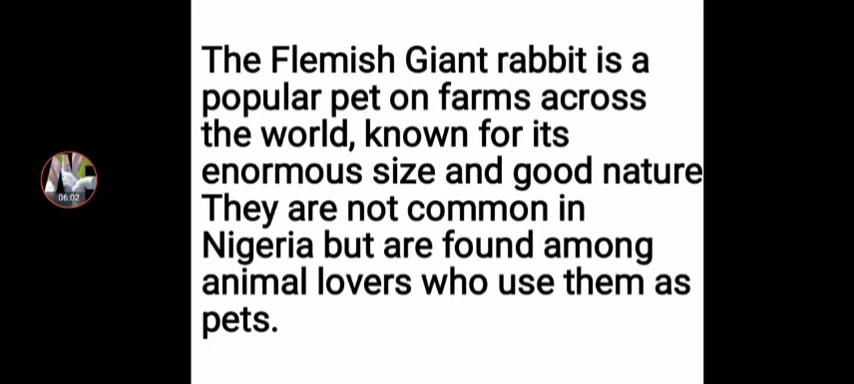 The Flemish Giant rabbit is a
popular pet on farms across
the world, known for its
enormous size and good nature
They are not common in
Nigeria but are found among
animal lovers who use them as
pets.
06:02